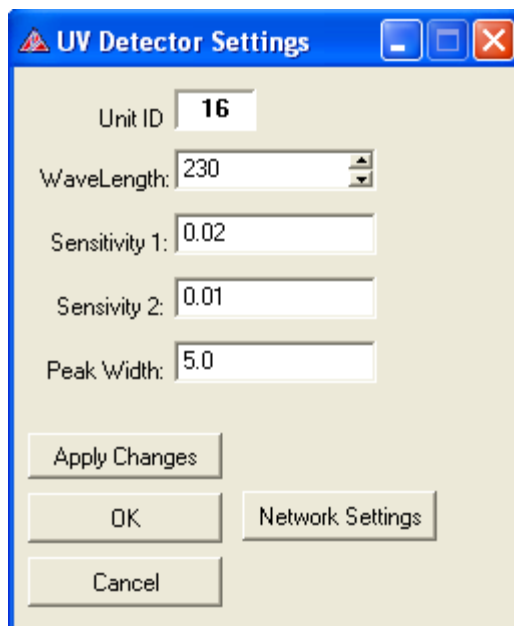 UV Detector Settings
Unit ID 16
WaveLength: 230
Sensitivity 1: 0.02
Sensivity 2: 0.01
Peak Width: 5.0
Apply Changes
OK Network Settings
Cancel